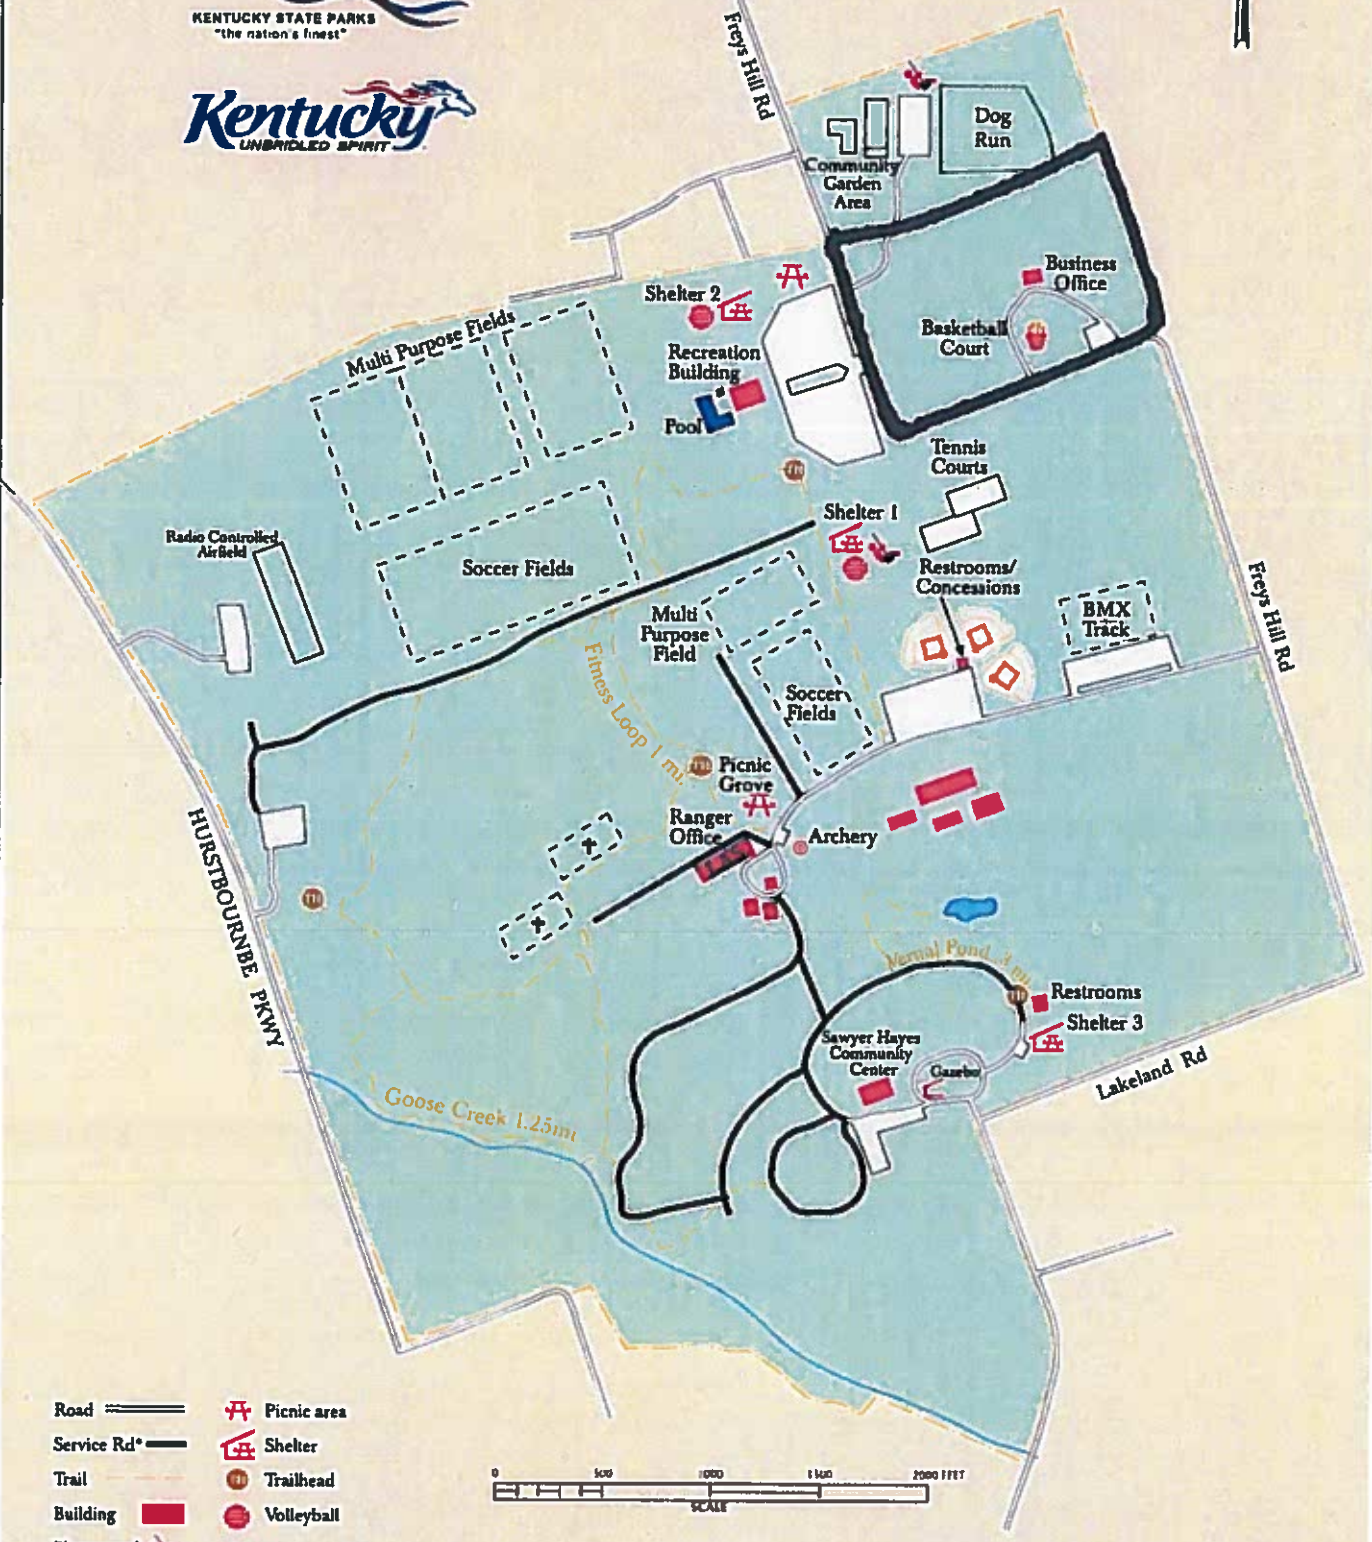 KENTUCKY STATE PARKS
"the nation's finest"
Kentucky
UNBRIDLED SPIRIT
Freys Hill Rd
Dog
Run
Community
Garden
Area
Business
Office
Basketball
Court
Shelter 2
Multi Purpose Fields
Recreation
Building
Pool
Tennis
Courts
Shelter 1
Radio Controlled
Airfield
Soccer Fields
Restrooms/
Concessions
Multi
Purpose
Field
BMX
Track
Freys Hill Rd
Fitness Loop 1 mi.
Soccer
Fields
Picnic
Grove
Ranger
Office
Archery
HURSTBOURNBE PKWY
Vernal Pond .3 mi
Restrooms
Shelter 3
Sawyer Hayes
Community
Center
Gazebo
Lakeland Rd
Goose Creek 1.25mi
Road
Service Rd*
Trail
Building
Picnic area
Shelter
TH Trailhead
Volleyball
0 500 1000 1500 2000 FEET
SCALE